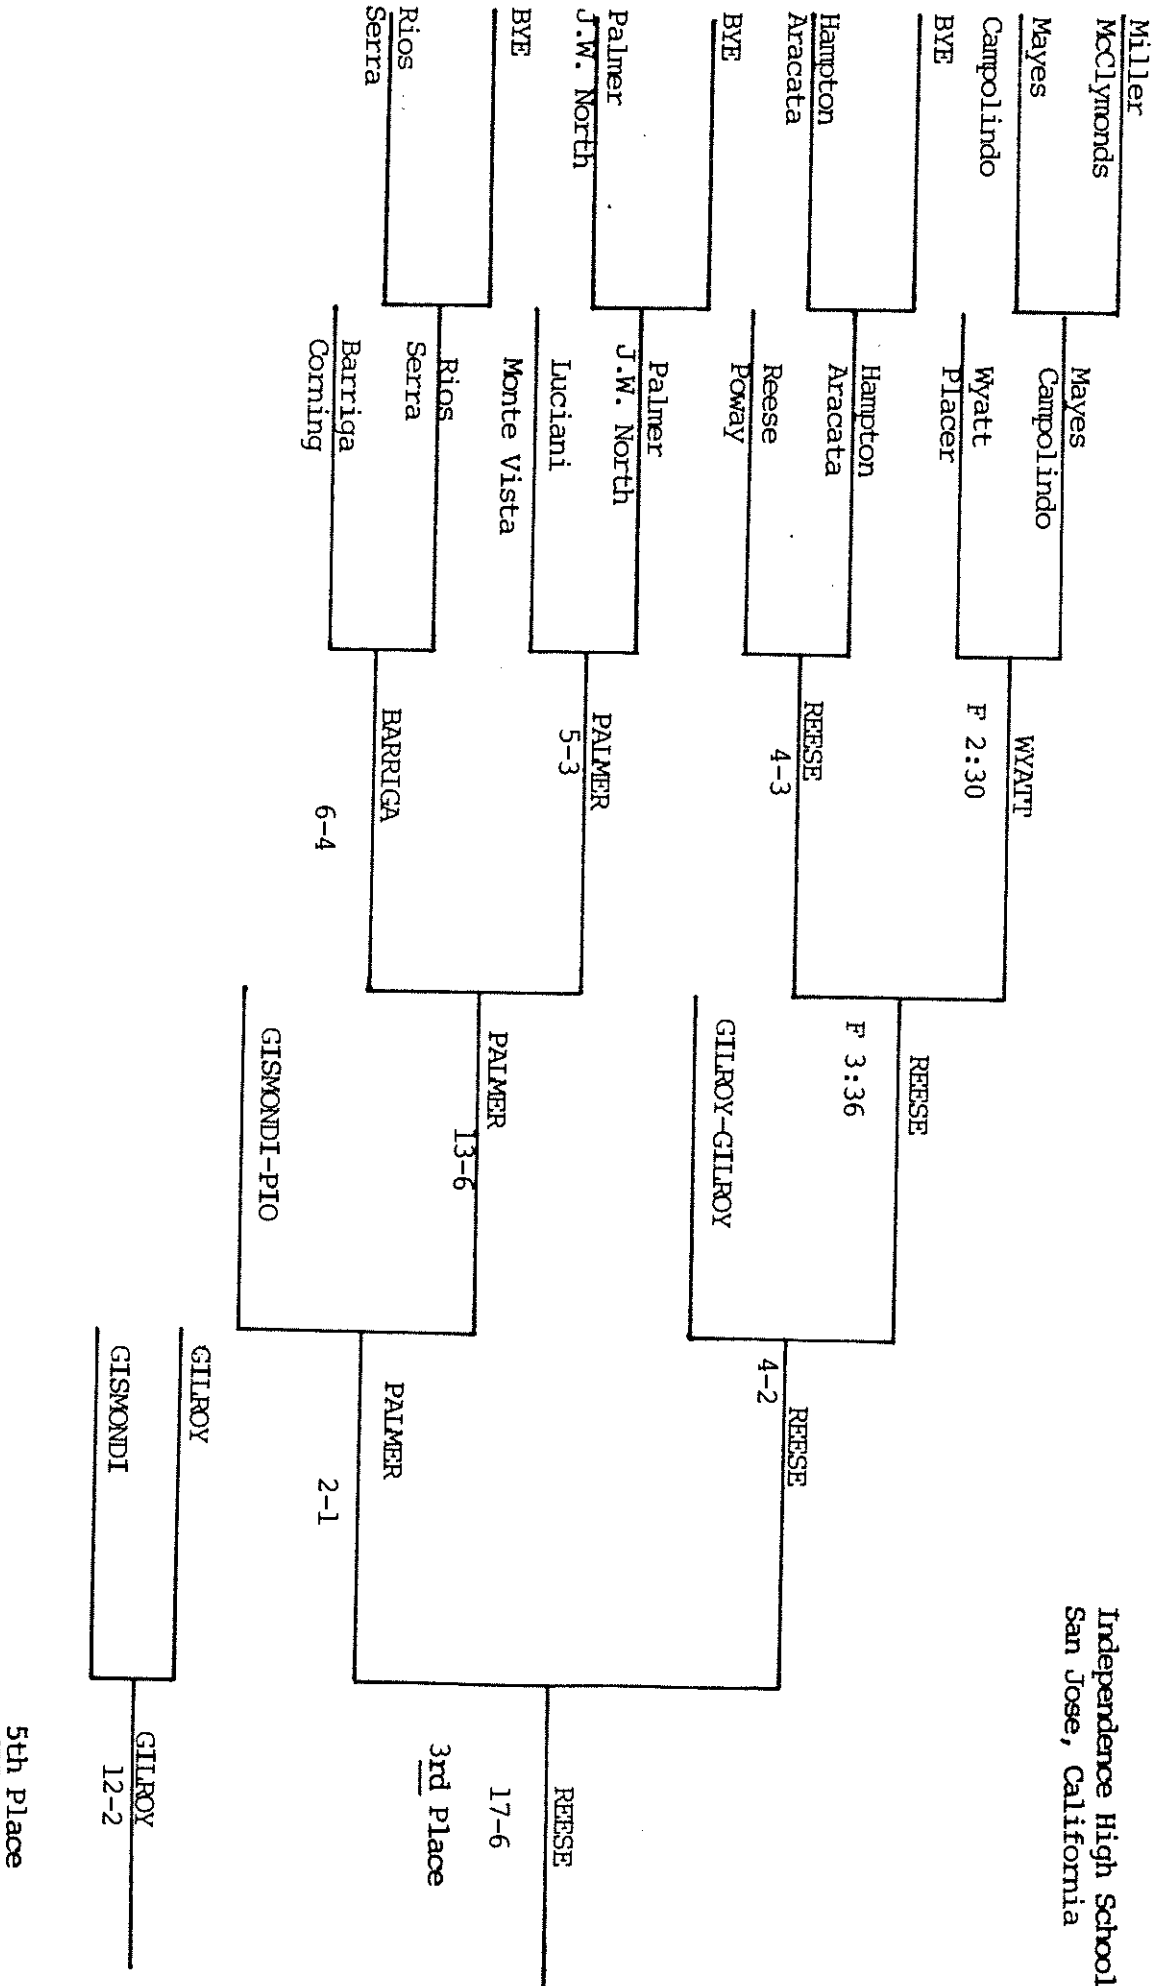 Independence High School
San Jose, California
Miller
McClymonds
Mayes
Campolindo
BYE
Hampton
Aracata
BYE
Palmer
J.W. North
BYE
Rios
Serra
Mayes
Campolindo
Wyatt
Placer
Hampton
Aracata
Reese
Poway
Palmer
J.W. North
Luciani
Monte Vista
Rios
Serra
Barriga
Corning
WYATT
F 2:30
REESE
4-3
PALMER
5-3
BARRIGA
6-4
REESE
F 3:36
GILROY-GILROY
PALMER
13-6
GISMONDI-PIO
REESE
4-2
PALMER
2-1
GILROY
GISMONDI
REESE
17-6
3rd Place
GILROY
12-2
5th Place